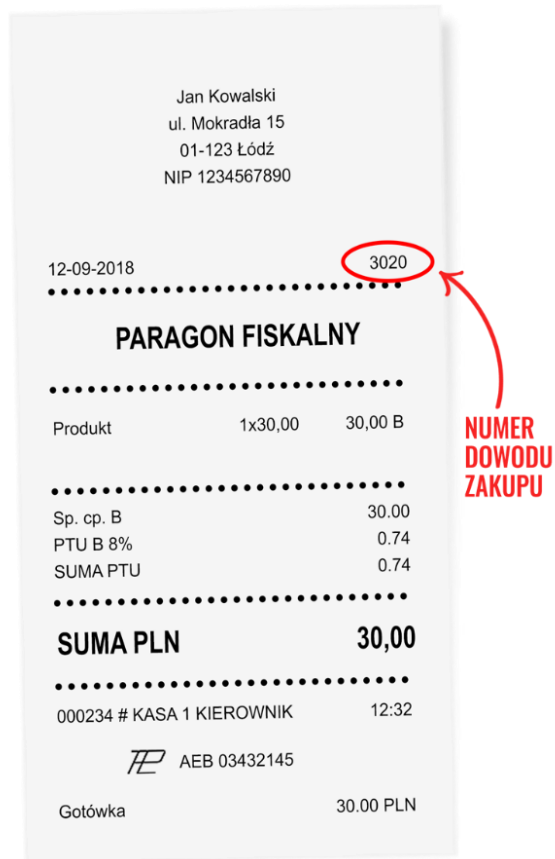 Jan Kowalski
ul. Mokradła 15
01-123 Łódź
NIP 1234567890
12-09-2018 3020
PARAGON FISKALNY
Produkt 1x30,00 30,00 B
NUMER
DOWODU
ZAKUPU
Sp. cp. B 30.00
PTU B 8% 0.74
SUMA PTU 0.74
SUMA PLN 30,00
000234 # KASA 1 KIEROWNIK 12:32
AEB 03432145
Gotówka 30.00 PLN